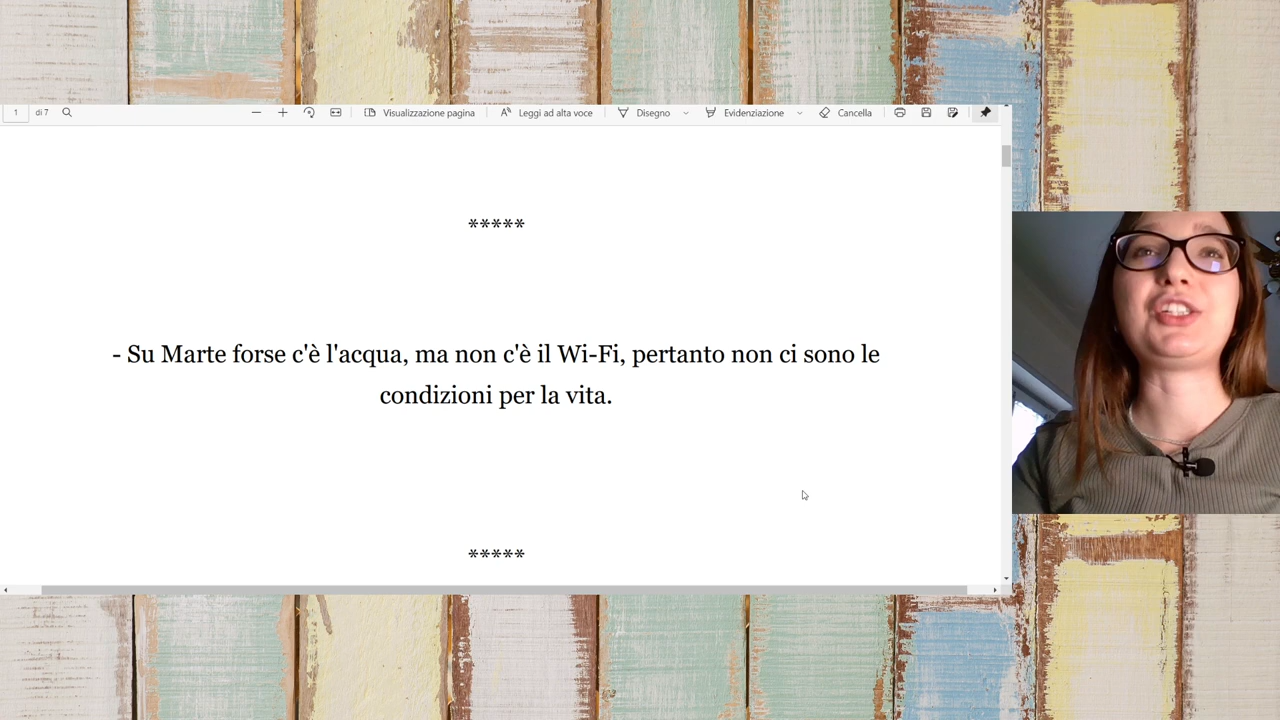 1 di 7 Visualizzazione pagina Leggi ad alta voce Disegno Evidenziazione Cancella
*****
- Su Marte forse c'è l'acqua, ma non c'è il Wi-Fi, pertanto non ci sono le
condizioni per la vita.
*****